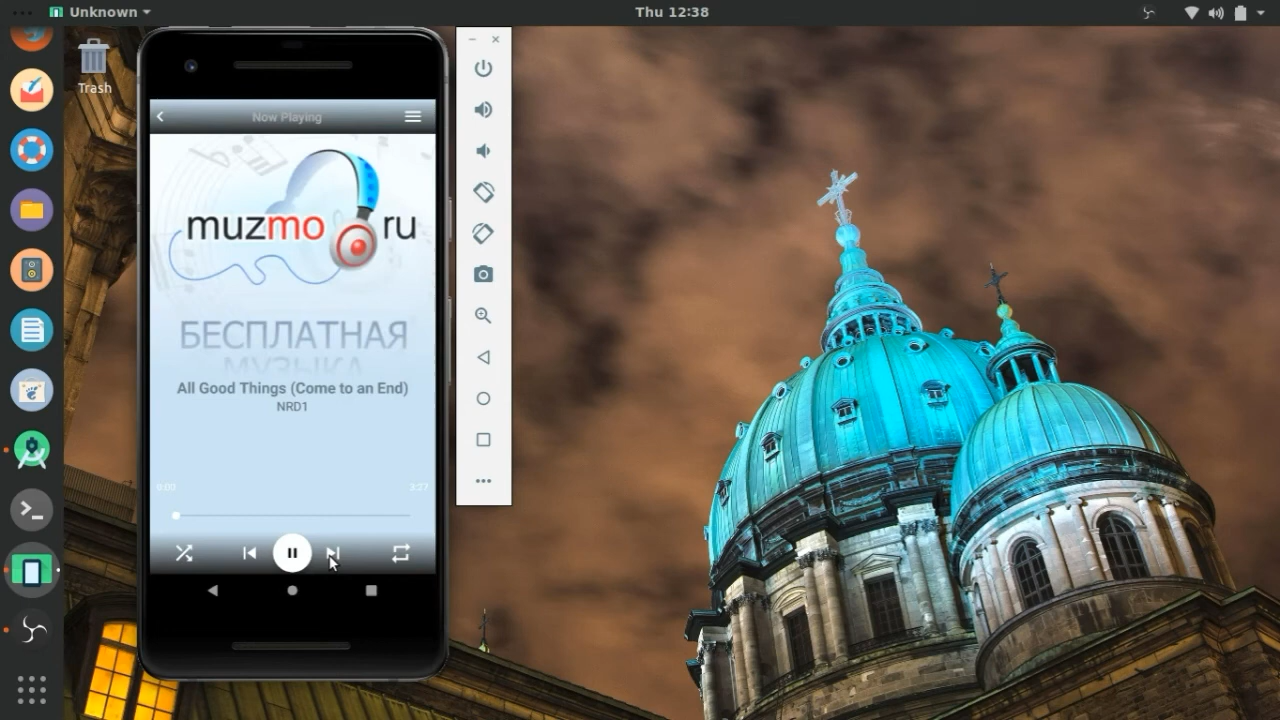 Unknown
Thu 12:38
Trash
Now Playing
muzmo ru
БЕСПЛАТНАЯ
МУЗЫКА
All Good Things (Come to an End)
NRD1
0:00
3:27